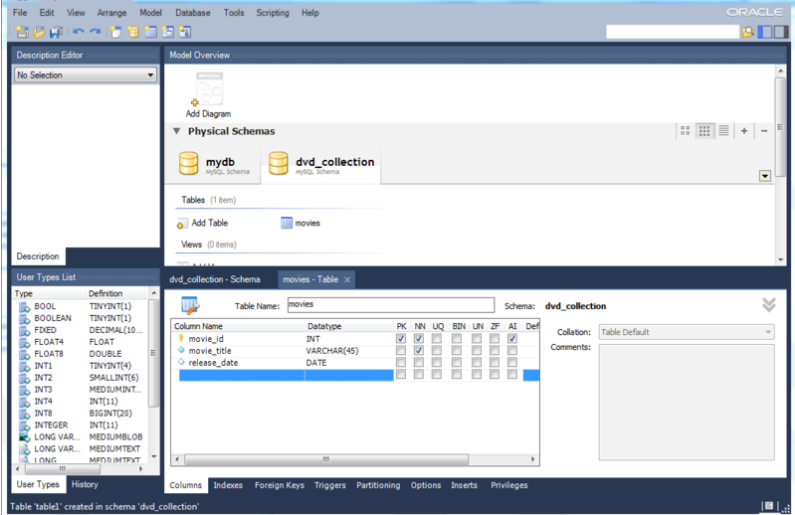 File Edit View Arrange Model Database Tools Scripting Help
ORACLE
Description Editor
No Selection
Description
Model Overview
Add Diagram
Physical Schemas
mydb
MySQL Schema
dvd_collection
MySQL Schema
Tables (1 item)
Add Table
movies
Views (0 items)
User Types List
Type Definition
BOOL TINYINT(1)
BOOLEAN TINYINT(1)
FIXED DECIMAL(10...
FLOAT4 FLOAT
FLOAT8 DOUBLE
INT1 TINYINT(4)
INT2 SMALLINT(6)
INT3 MEDIUMINT...
INT4 INT(11)
INT8 BIGINT(20)
INTEGER INT(11)
LONG VAR... MEDIUMBLOB
LONG VAR... MEDIUMTEXT
LONG MEDIUMTEXT
User Types History
dvd_collection - Schema
movies - Table
Table Name: movies
Schema: dvd_collection
Column Name Datatype PK NN UQ BIN UN ZF AI Def
movie_id INT
movie_title VARCHAR(45)
release_date DATE
Collation: Table Default
Comments:
Columns Indexes Foreign Keys Triggers Partitioning Options Inserts Privileges
Table 'table1' created in schema 'dvd_collection'